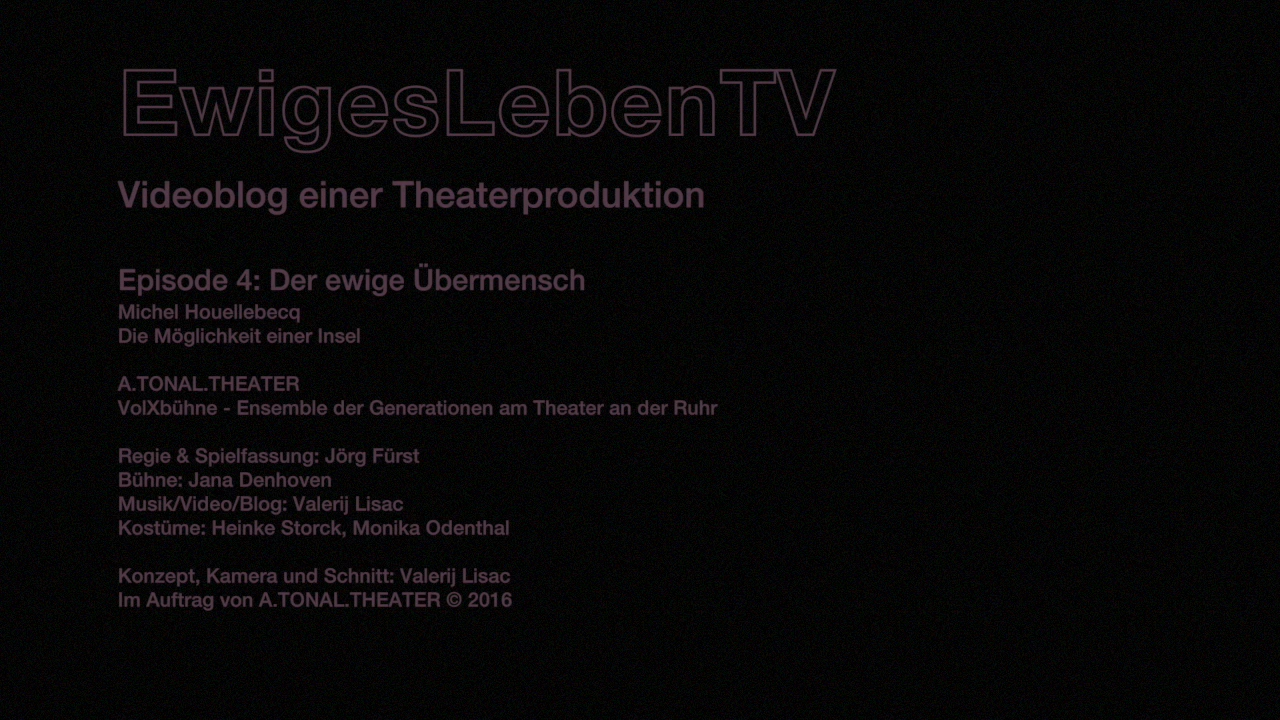 EwigesLebenTV
Videoblog einer Theaterproduktion
Episode 4: Der ewige Übermensch
Michel Houellebecq
Die Möglichkeit einer Insel
A.TONAL.THEATER
VolXbühne - Ensemble der Generationen am Theater an der Ruhr
Regie & Spielfassung: Jörg Fürst
Bühne: Jana Denhoven
Musik/Video/Blog: Valerij Lisac
Kostüme: Heinke Storck, Monika Odenthal
Konzept, Kamera und Schnitt: Valerij Lisac
Im Auftrag von A.TONAL.THEATER © 2016